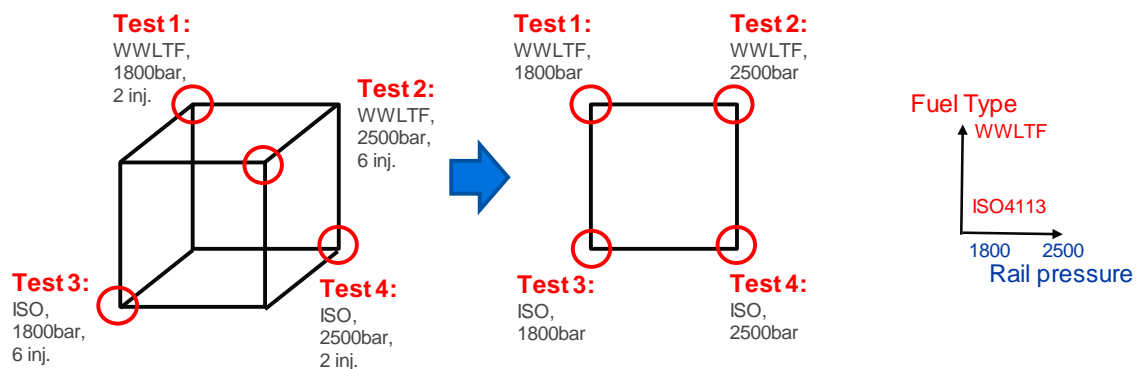 Test 1:
WWLTF,
1800bar,
2 inj.
Test 2:
WWLTF,
2500bar,
6 inj.
Test 3:
ISO,
1800bar,
6 inj.
Test 4:
ISO,
2500bar,
2 inj.
Test 1:
WWLTF,
1800bar
Test 2:
WWLTF,
2500bar
Test 3:
ISO,
1800bar
Test 4:
ISO,
2500bar
Fuel Type
WWLTF
ISO4113
1800 2500
Rail pressure